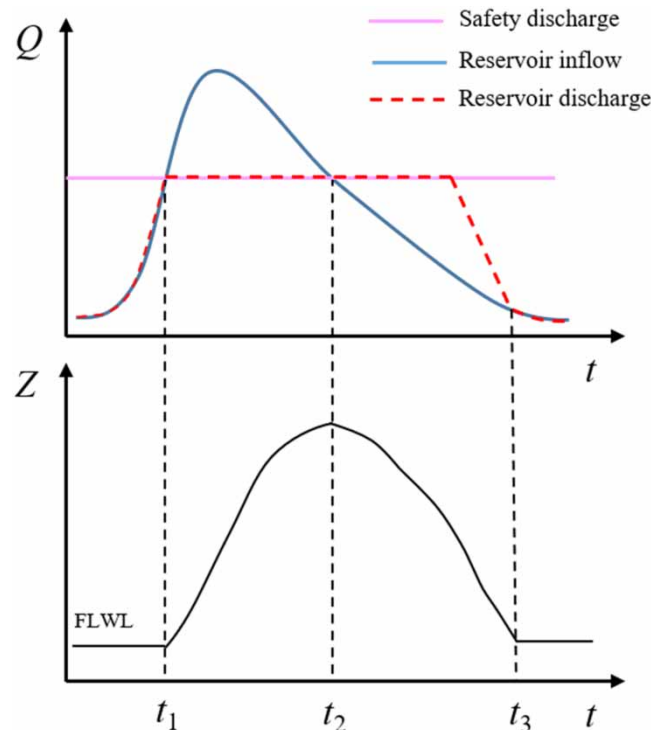 Q
Safety discharge
Reservoir inflow
Reservoir discharge
t
Z
FLWL
t1 t2 t3 t